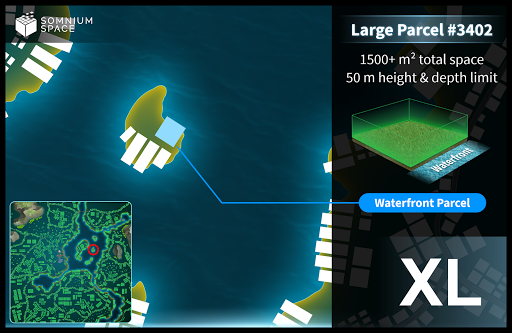 SOMNIUM
SPACE
Large Parcel #3402
1500+ m² total space
50 m height & depth limit
Waterfront
Waterfront Parcel
XL